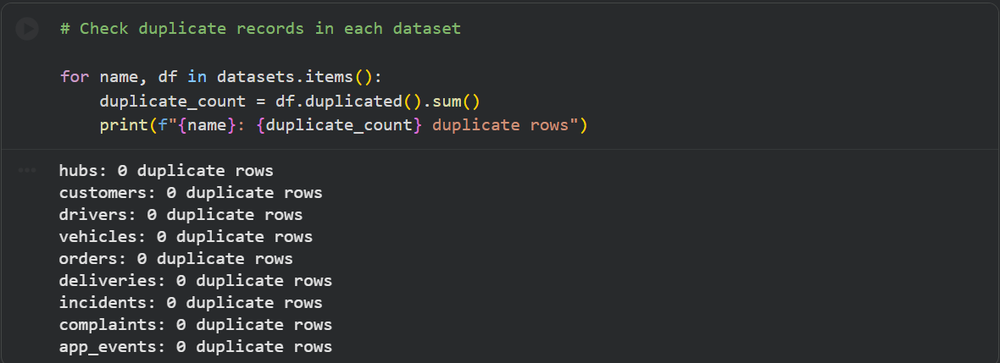 # Check duplicate records in each dataset
for name, df in datasets.items():
    duplicate_count = df.duplicated().sum()
    print(f"{name}: {duplicate_count} duplicate rows")
hubs: 0 duplicate rows
customers: 0 duplicate rows
drivers: 0 duplicate rows
vehicles: 0 duplicate rows
orders: 0 duplicate rows
deliveries: 0 duplicate rows
incidents: 0 duplicate rows
complaints: 0 duplicate rows
app_events: 0 duplicate rows